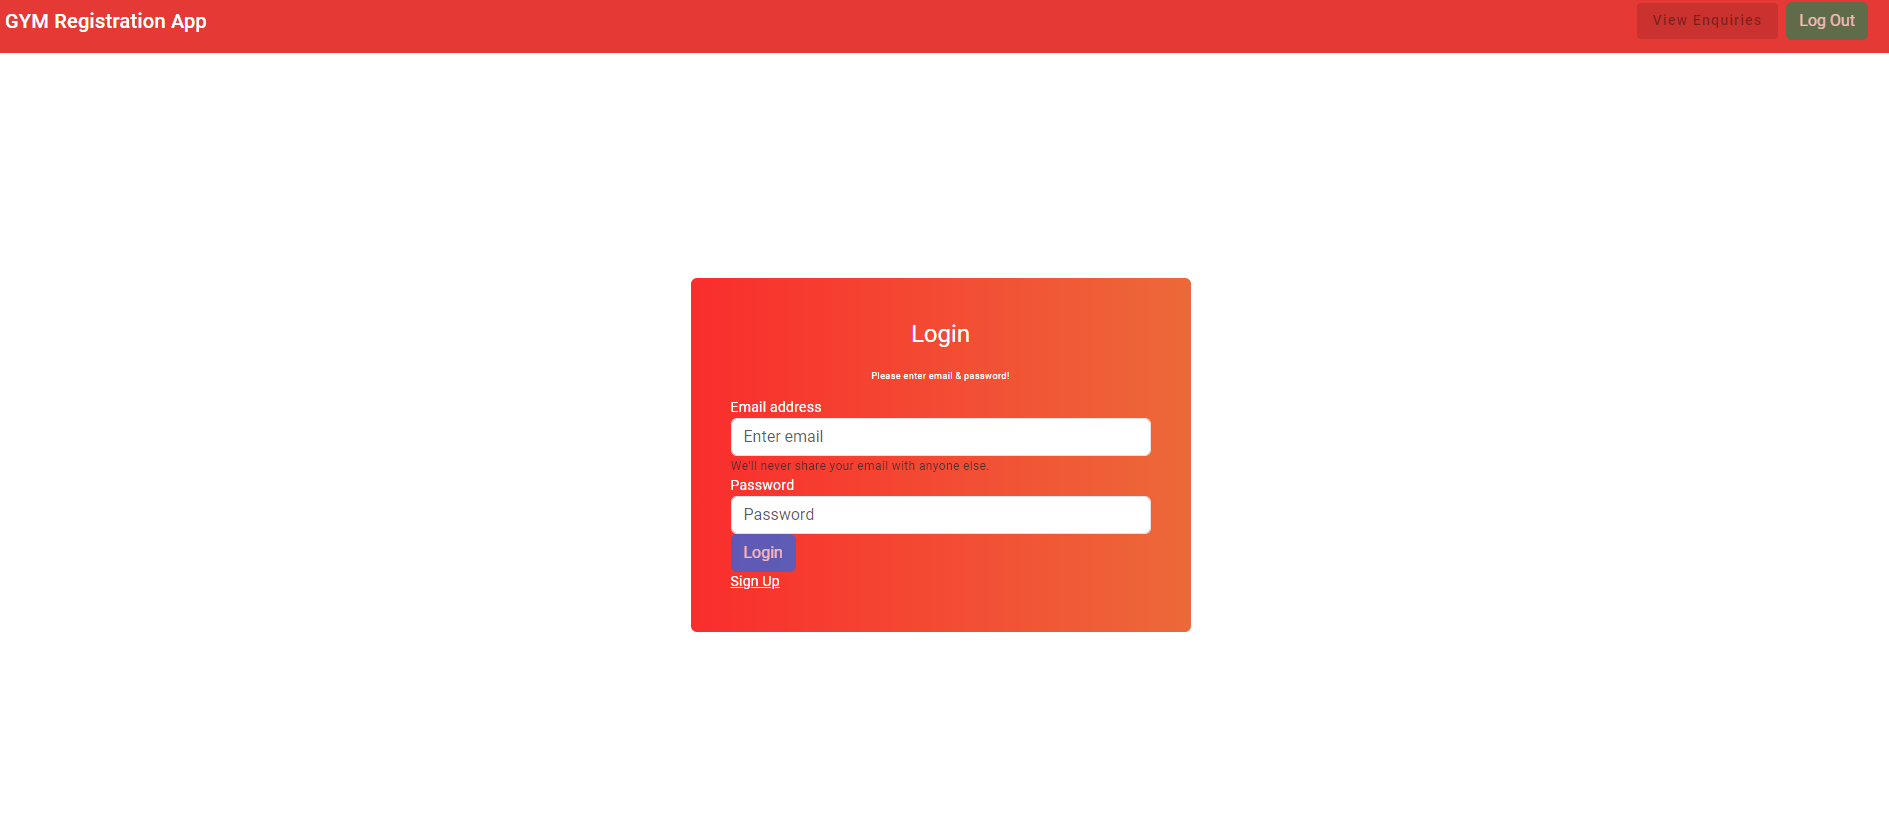 GYM Registration App
View Enquiries
Log Out
Login
Please enter email & password!
Email address
Enter email
We'll never share your email with anyone else.
Password
Password
Login
Sign Up